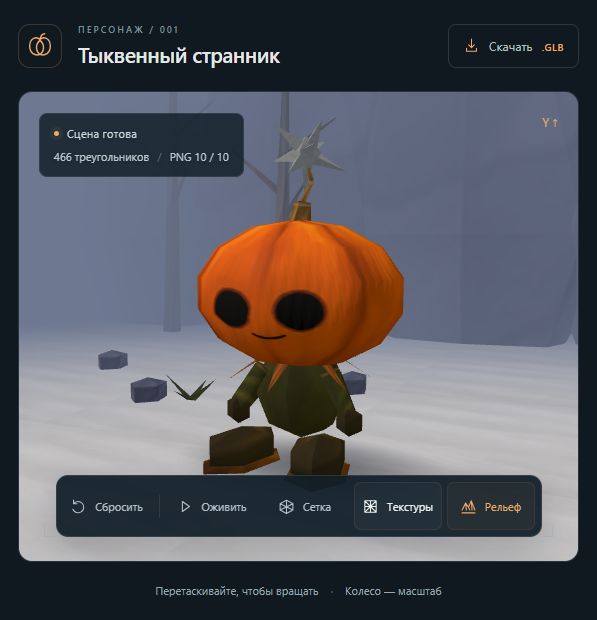 ПЕРСОНАЖ / 001
Тыквенный странник
Скачать .GLB
Сцена готова
466 треугольников / PNG 10 / 10
Y↑
Сбросить
Оживить
Сетка
Текстуры
Рельеф
Перетаскивайте, чтобы вращать · Колесо — масштаб